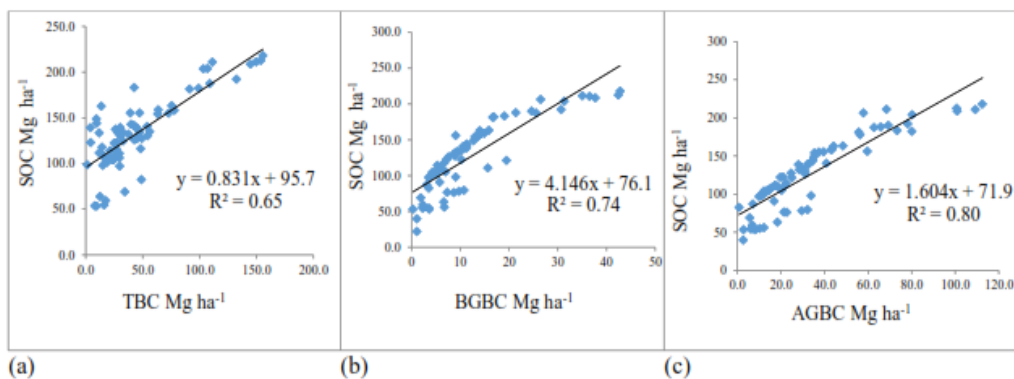 SOC Mg ha⁻¹
250.0
200.0
150.0
100.0
50.0
0.0
y = 0.831x + 95.7
R² = 0.65
0.0 50.0 100.0 150.0 200.0
TBC Mg ha⁻¹
(a)
SOC Mg ha⁻¹
300.0
250.0
200.0
150.0
100.0
50.0
0.0
y = 4.146x + 76.1
R² = 0.74
0 10 20 30 40 50
BGBC Mg ha⁻¹
(b)
SOC Mg ha⁻¹
300
250
200
150
100
50
0
y = 1.604x + 71.9
R² = 0.80
0.0 20.0 40.0 60.0 80.0 100.0 120.0
AGBC Mg ha⁻¹
(c)